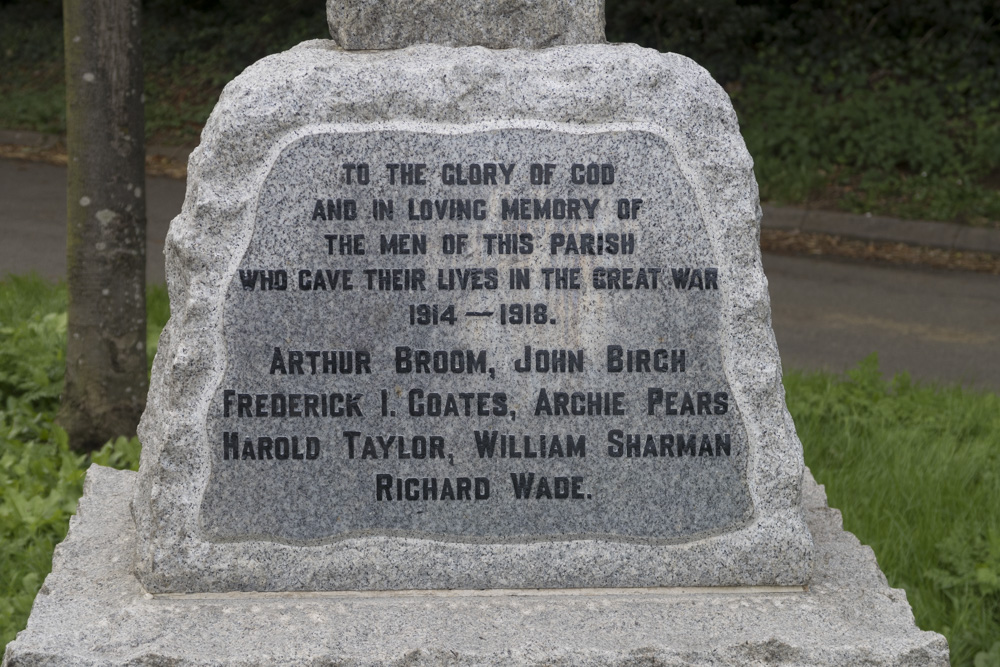 TO THE GLORY OF GOD
AND IN LOVING MEMORY OF
THE MEN OF THIS PARISH
WHO GAVE THEIR LIVES IN THE GREAT WAR
1914 — 1918.
ARTHUR BROOM, JOHN BIRCH
FREDERICK I. COATES, ARCHIE PEARS
HAROLD TAYLOR, WILLIAM SHARMAN
RICHARD WADE.